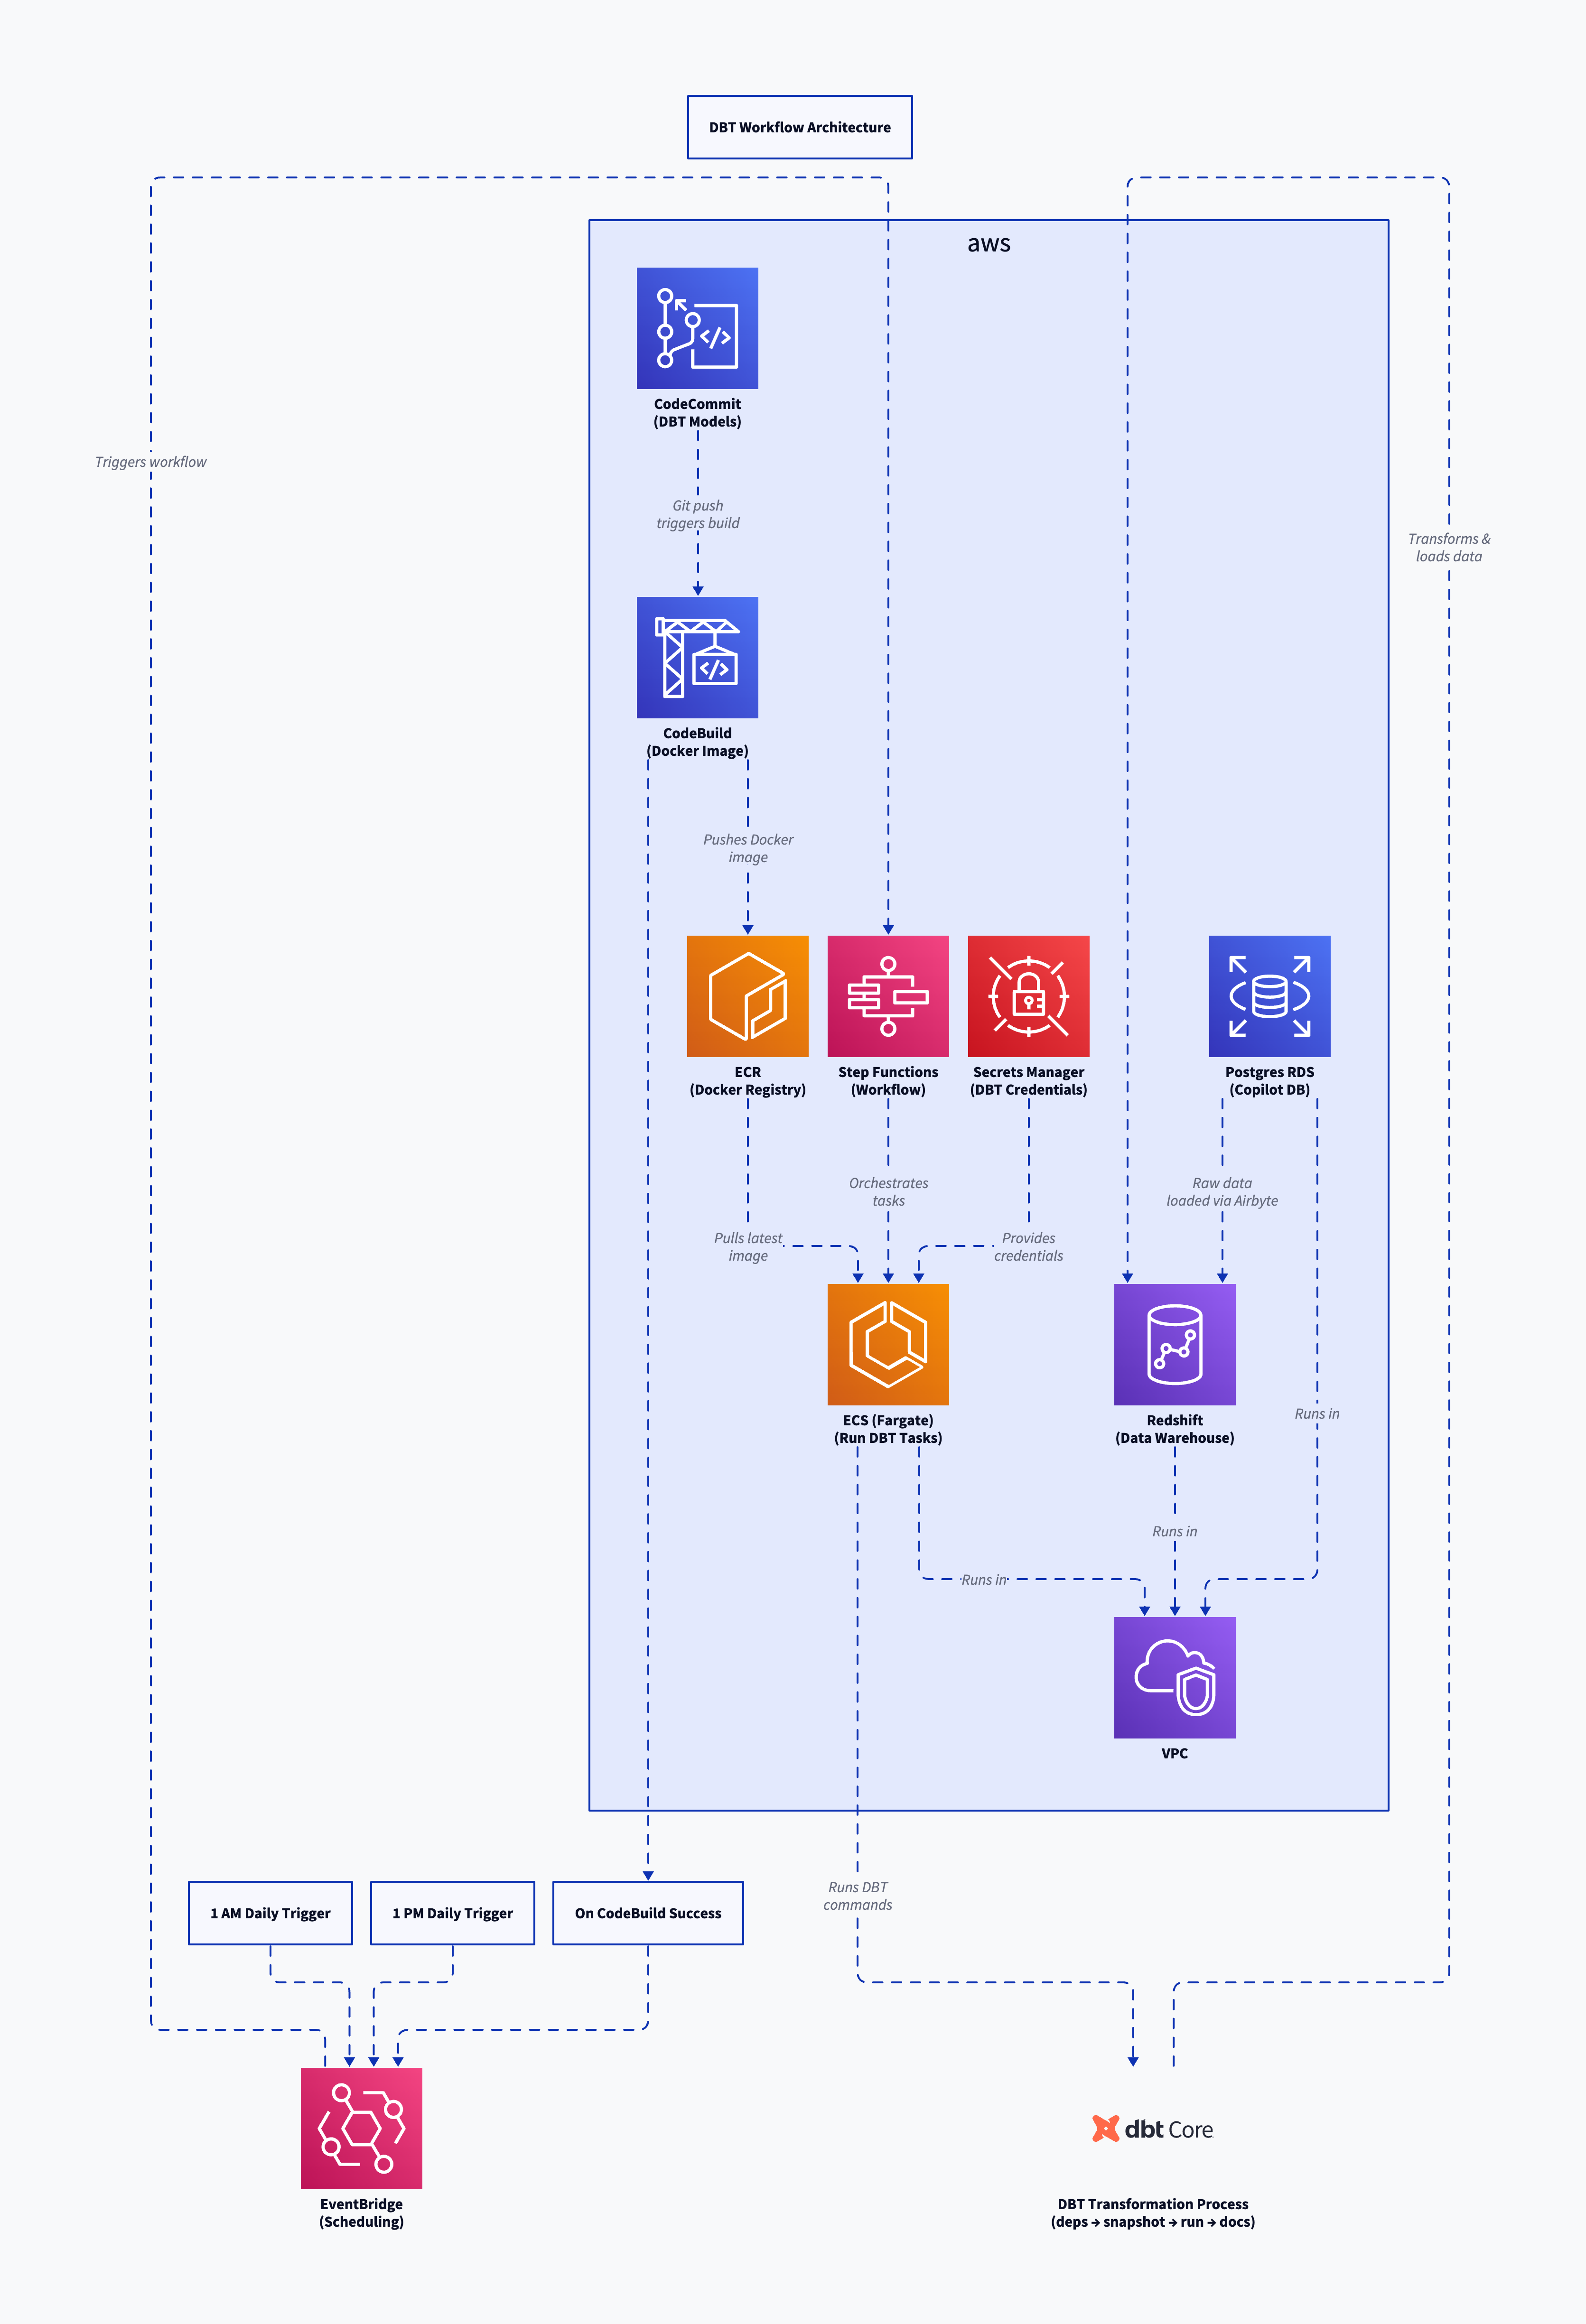 DBT Workflow Architecture
aws
CodeCommit
(DBT Models)
Triggers workflow
Git push
triggers build
Transforms &
loads data
CodeBuild
(Docker Image)
Pushes Docker
image
ECR
(Docker Registry)
Step Functions
(Workflow)
Secrets Manager
(DBT Credentials)
Postgres RDS
(Copilot DB)
Orchestrates
tasks
Raw data
loaded via Airbyte
Pulls latest
image
Provides
credentials
ECS (Fargate)
(Run DBT Tasks)
Redshift
(Data Warehouse)
Runs in
Runs in
Runs in
VPC
Runs DBT
commands
1 AM Daily Trigger
1 PM Daily Trigger
On CodeBuild Success
dbt Core
EventBridge
(Scheduling)
DBT Transformation Process
(deps → snapshot → run → docs)